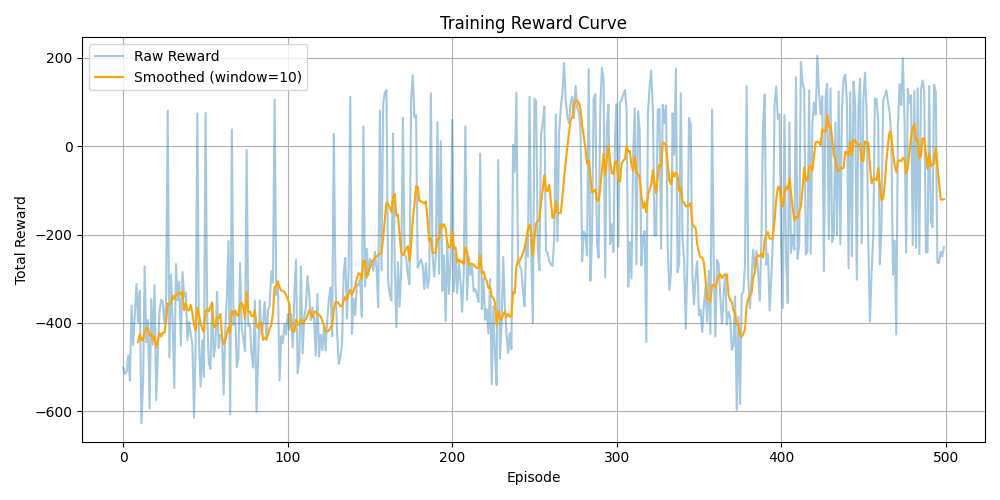 Training Reward Curve
Raw Reward
Smoothed (window=10)
Total Reward
200
0
−200
−400
−600
0 100 200 300 400 500
Episode